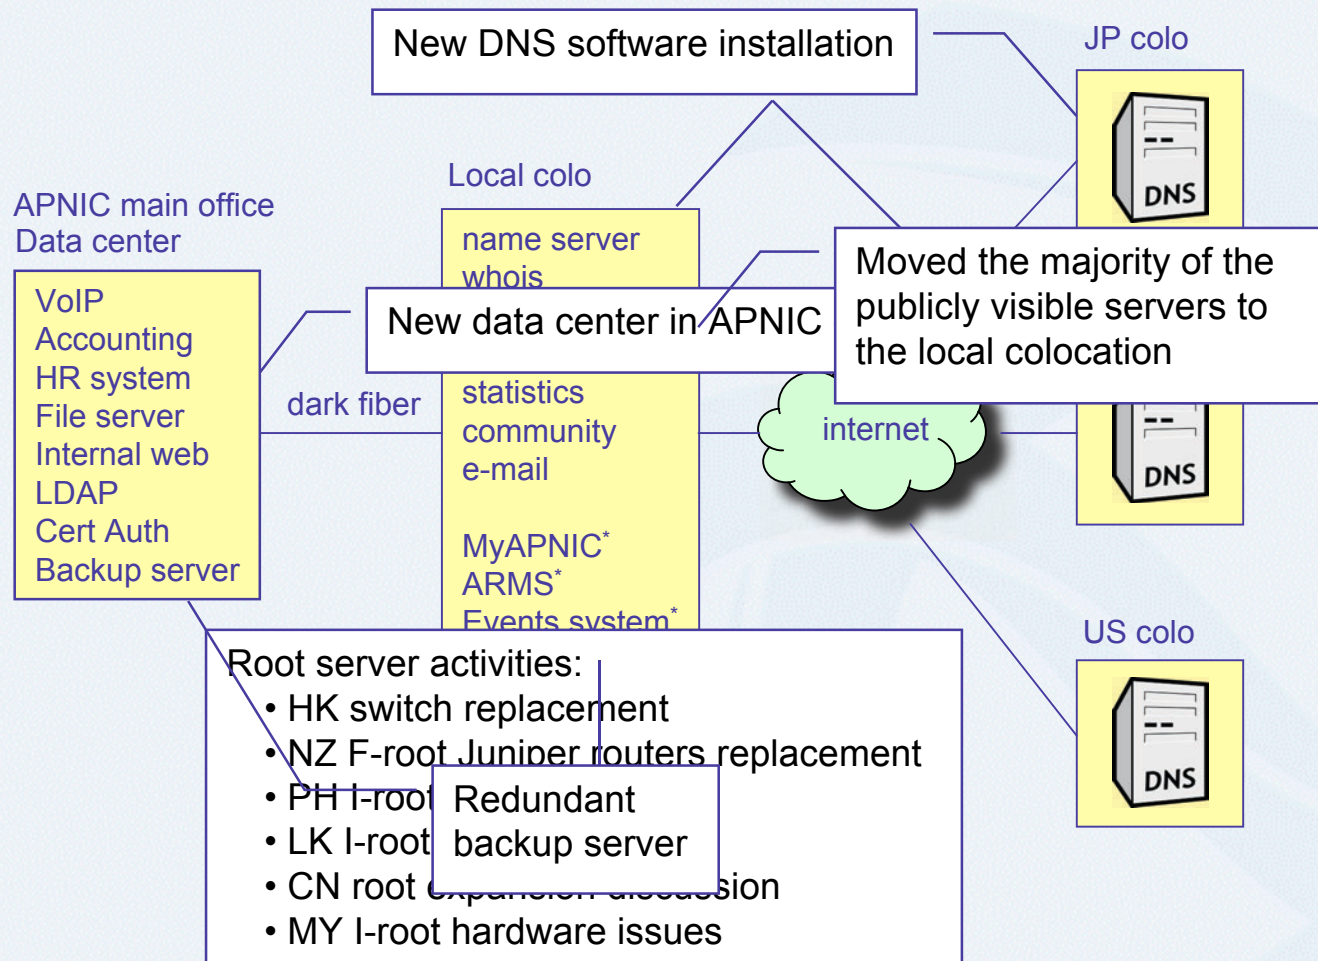 New DNS software installation
JP colo
DNS
Local colo
APNIC main office
Data center
name server
whois
VoIP
Accounting
HR system
File server
Internal web
LDAP
Cert Auth
Backup server
New data center in APNIC
Moved the majority of the
publicly visible servers to
the local colocation
dark fiber
statistics
community
e-mail
internet
DNS
MyAPNIC*
ARMS*
Events system*
US colo
DNS
Root server activities:
• HK switch replacement
• NZ F-root Juniper routers replacement
• PH I-root
• LK I-root
• CN root expansion discussion
• MY I-root hardware issues
Redundant
backup server